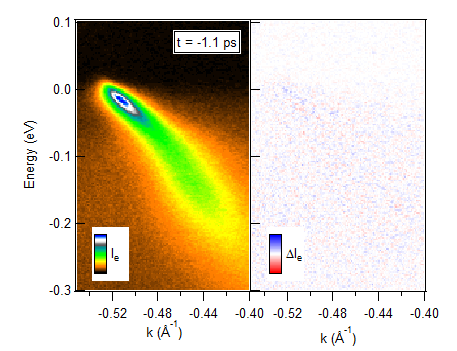 0.1
t = -1.1 ps
0.0
-0.1
-0.2
-0.3
Energy (eV)
Ie
ΔIe
-0.52 -0.48 -0.44 -0.40
-0.52 -0.48 -0.44 -0.40
k (Å-1)
k (Å-1)